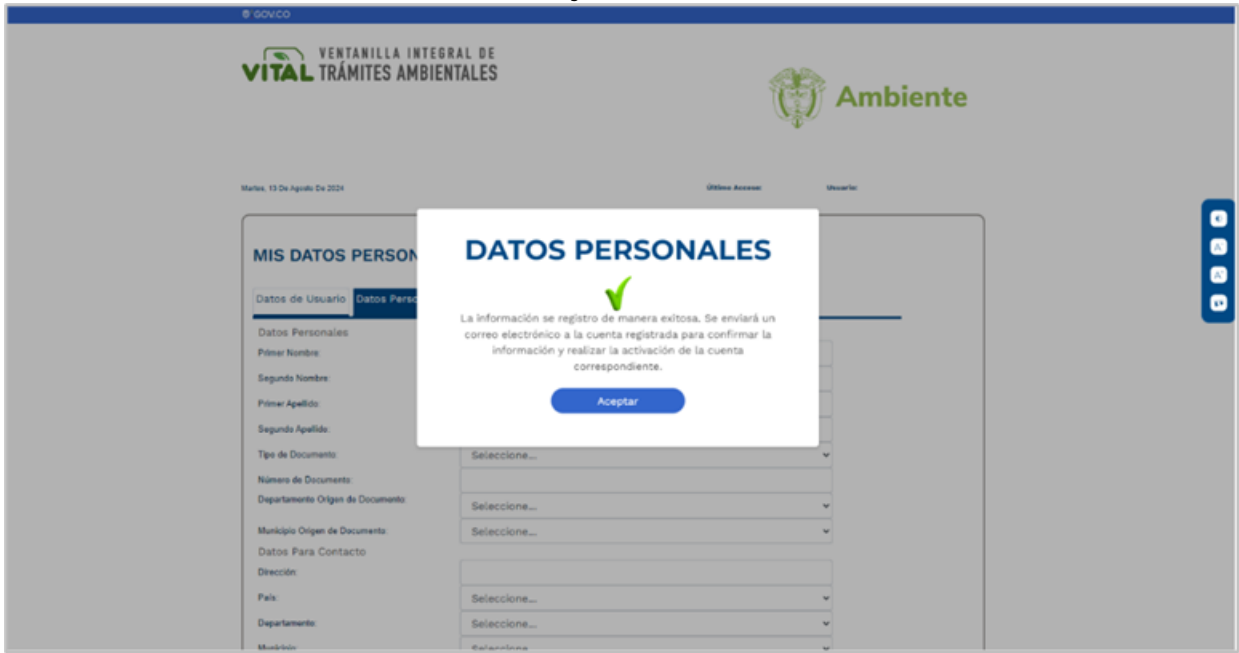 GOV.CO
VENTANILLA INTEGRAL DE
VITAL TRÁMITES AMBIENTALES
Ambiente
Martes, 13 De Agosto De 2024
Último Acceso:
Usuario:
MIS DATOS PERSON
DATOS PERSONALES
Datos de Usuario
Datos Perso
La información se registro de manera exitosa. Se enviará un
correo electrónico a la cuenta registrada para confirmar la
información y realizar la activación de la cuenta
correspondiente.
Aceptar
Datos Personales
Primer Nombre:
Segundo Nombre:
Primer Apellido:
Segundo Apellido:
Tipo de Documento:
Seleccione...
Número de Documento:
Departamento Origen de Documento:
Seleccione...
Municipio Origen de Documento:
Seleccione...
Datos Para Contacto
Dirección:
País:
Seleccione...
Departamento:
Seleccione...
Municipio:
Seleccione...